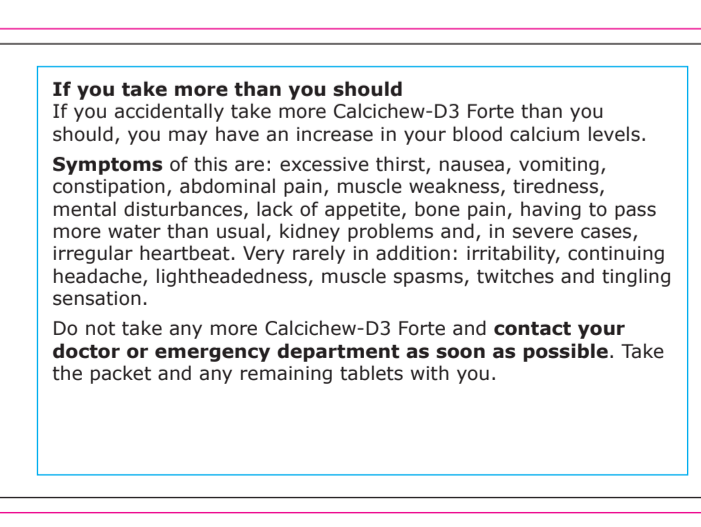 If you take more than you should
If you accidentally take more Calcichew-D3 Forte than you
should, you may have an increase in your blood calcium levels.
Symptoms of this are: excessive thirst, nausea, vomiting,
constipation, abdominal pain, muscle weakness, tiredness,
mental disturbances, lack of appetite, bone pain, having to pass
more water than usual, kidney problems and, in severe cases,
irregular heartbeat. Very rarely in addition: irritability, continuing
headache, lightheadedness, muscle spasms, twitches and tingling
sensation.
Do not take any more Calcichew-D3 Forte and contact your
doctor or emergency department as soon as possible. Take
the packet and any remaining tablets with you.